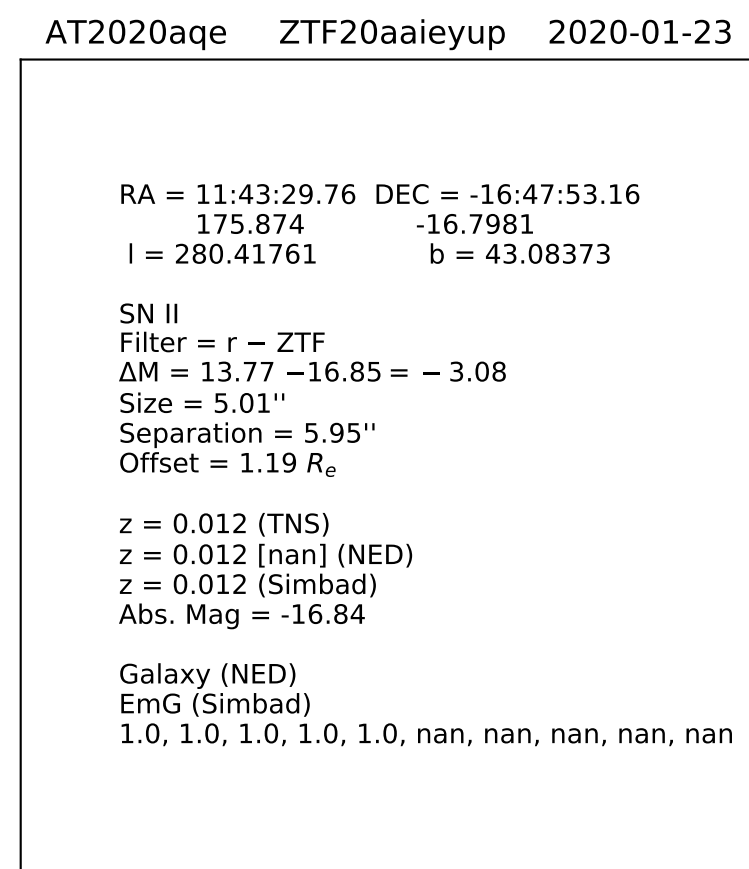 AT2020aqe ZTF20aaieyup 2020-01-23
RA = 11:43:29.76 DEC = -16:47:53.16
175.874 -16.7981
l = 280.41761 b = 43.08373
SN II
Filter = r − ZTF
ΔM = 13.77 −16.85 = − 3.08
Size = 5.01''
Separation = 5.95''
Offset = 1.19 Re
z = 0.012 (TNS)
z = 0.012 [nan] (NED)
z = 0.012 (Simbad)
Abs. Mag = -16.84
Galaxy (NED)
EmG (Simbad)
1.0, 1.0, 1.0, 1.0, 1.0, nan, nan, nan, nan, nan